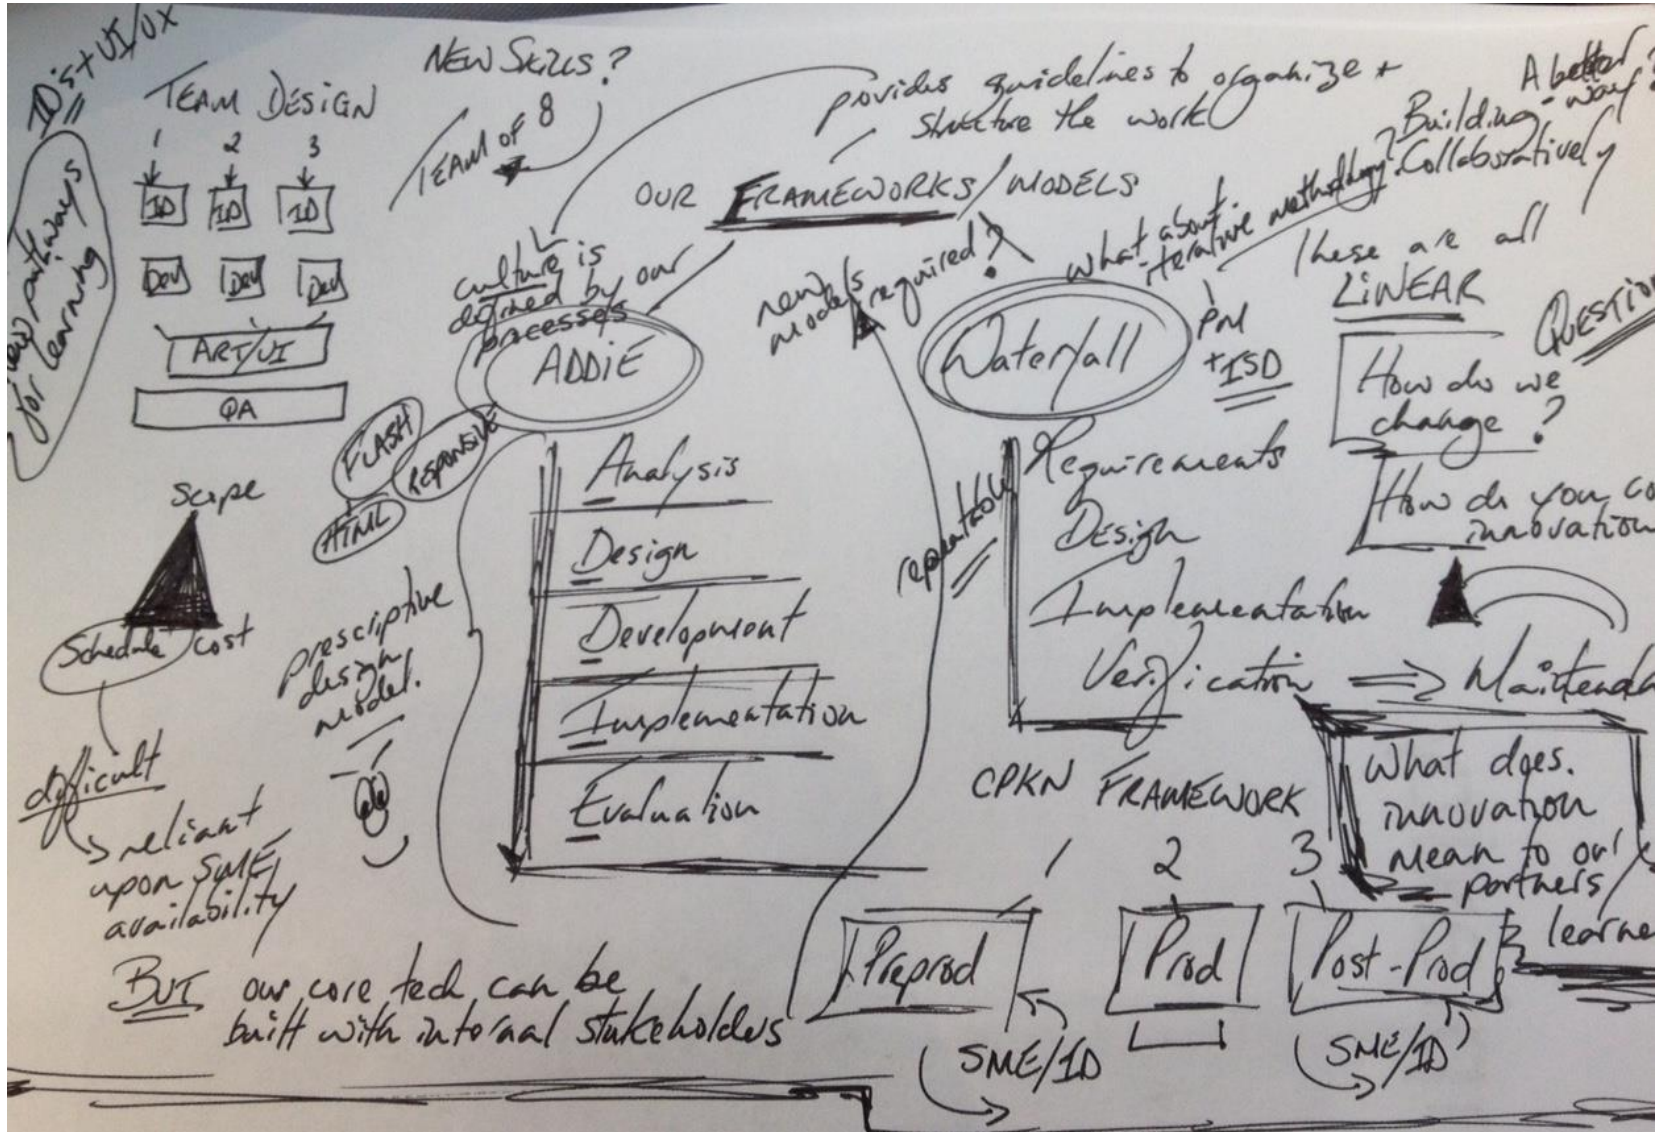 IDs + UI/UX
new pathways
for learning
TEAM DESIGN
1 2 3
ID ID ID
Dev Dev Dev
ART/UI
QA
NEW SKILLS?
TEAM OF 8
provides guidelines to organize +
structure the work
OUR FRAMEWORKS/MODELS
culture is
defined by our
processes
new
models required?
What about
iterative methodology?
Building
Collaboratively
A better
way?
These are all
LINEAR
QUESTION
How do we
change?
How do you
innovation
ADDIE
Analysis
Design
Development
Implementation
Evaluation
FLASH
RESPONSIVE
HTML
prescriptive
design
model.
Scope
Schedule Cost
difficult
reliant
upon SME
availability
BUT our core tech can be
built with internal stakeholders
Waterfall
PM
+ISD
repeatable
Requirements
Design
Implementation
Verification
CPKN FRAMEWORK
1 2 3
Preprod Prod Post-Prod
SME/ID SME/ID
What does.
innovation
mean to our
partners/